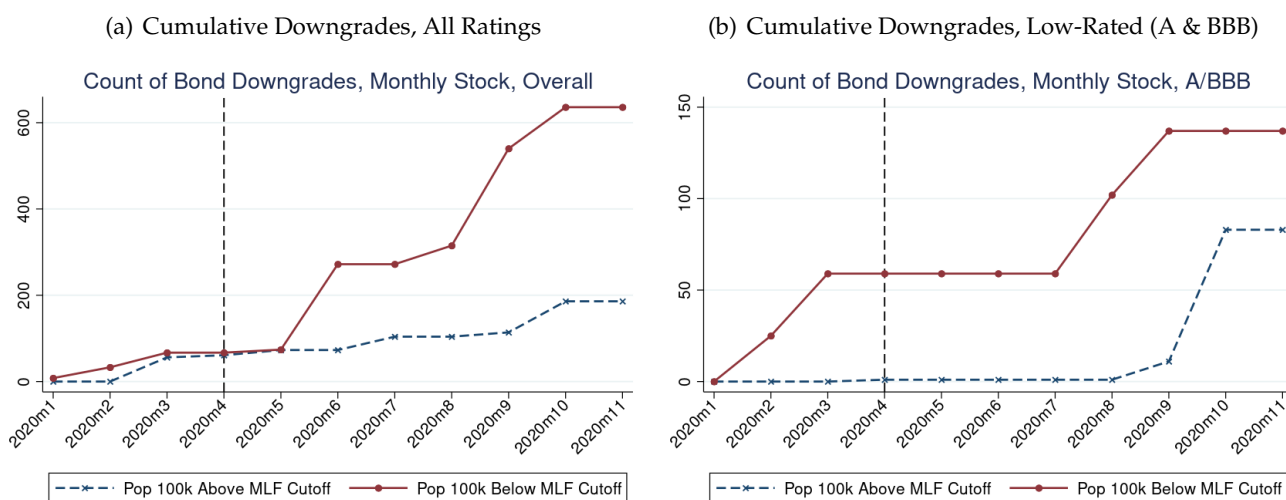 (a) Cumulative Downgrades, All Ratings
Count of Bond Downgrades, Monthly Stock, Overall
600
400
200
0
2020m1
2020m2
2020m3
2020m4
2020m5
2020m6
2020m7
2020m8
2020m9
2020m10
2020m11
Pop 100k Above MLF Cutoff
Pop 100k Below MLF Cutoff
(b) Cumulative Downgrades, Low-Rated (A & BBB)
Count of Bond Downgrades, Monthly Stock, A/BBB
150
100
50
0
2020m1
2020m2
2020m3
2020m4
2020m5
2020m6
2020m7
2020m8
2020m9
2020m10
2020m11
Pop 100k Above MLF Cutoff
Pop 100k Below MLF Cutoff